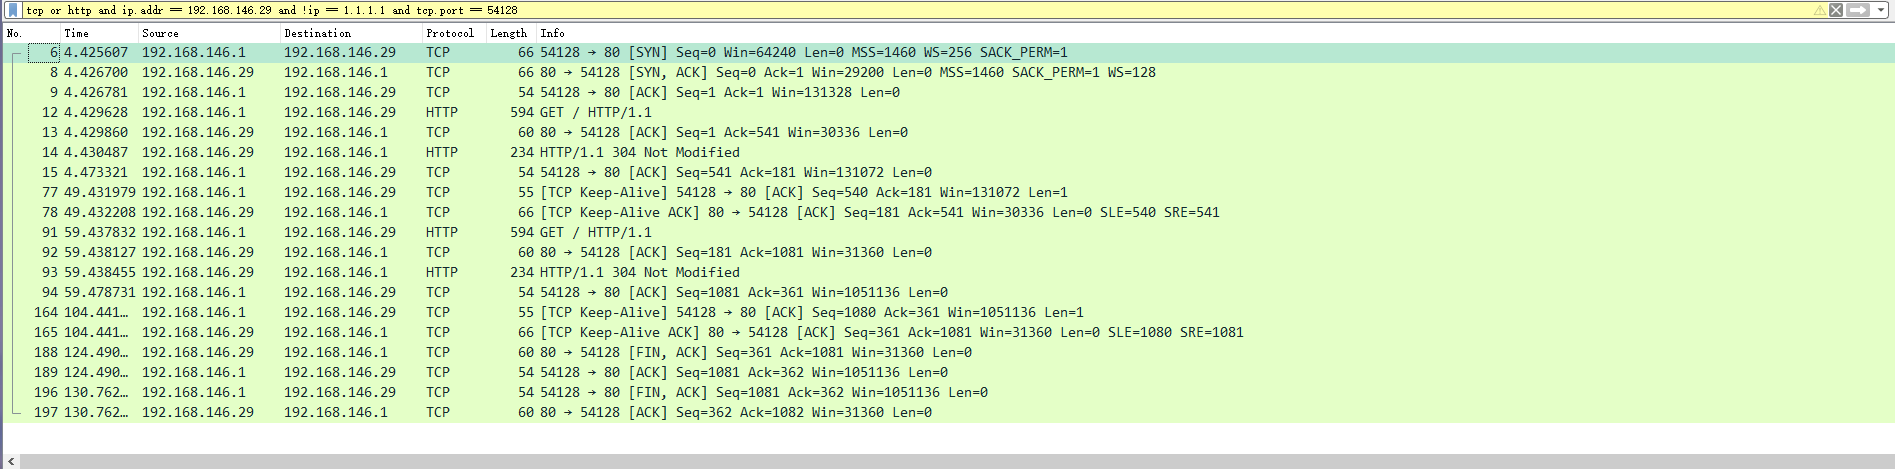 tcp or http and ip.addr == 192.168.146.29 and !ip == 1.1.1.1 and tcp.port == 54128
No. Time Source Destination Protocol Length Info
6 4.425607 192.168.146.1 192.168.146.29 TCP 66 54128 → 80 [SYN] Seq=0 Win=64240 Len=0 MSS=1460 WS=256 SACK_PERM=1
8 4.426700 192.168.146.29 192.168.146.1 TCP 66 80 → 54128 [SYN, ACK] Seq=0 Ack=1 Win=29200 Len=0 MSS=1460 SACK_PERM=1 WS=128
9 4.426781 192.168.146.1 192.168.146.29 TCP 54 54128 → 80 [ACK] Seq=1 Ack=1 Win=131328 Len=0
12 4.429628 192.168.146.1 192.168.146.29 HTTP 594 GET / HTTP/1.1
13 4.429860 192.168.146.29 192.168.146.1 TCP 60 80 → 54128 [ACK] Seq=1 Ack=541 Win=30336 Len=0
14 4.430487 192.168.146.29 192.168.146.1 HTTP 234 HTTP/1.1 304 Not Modified
15 4.473321 192.168.146.1 192.168.146.29 TCP 54 54128 → 80 [ACK] Seq=541 Ack=181 Win=131072 Len=0
77 49.431979 192.168.146.1 192.168.146.29 TCP 55 [TCP Keep-Alive] 54128 → 80 [ACK] Seq=540 Ack=181 Win=131072 Len=1
78 49.432208 192.168.146.29 192.168.146.1 TCP 66 [TCP Keep-Alive ACK] 80 → 54128 [ACK] Seq=181 Ack=541 Win=30336 Len=0 SLE=540 SRE=541
91 59.437832 192.168.146.1 192.168.146.29 HTTP 594 GET / HTTP/1.1
92 59.438127 192.168.146.29 192.168.146.1 TCP 60 80 → 54128 [ACK] Seq=181 Ack=1081 Win=31360 Len=0
93 59.438455 192.168.146.29 192.168.146.1 HTTP 234 HTTP/1.1 304 Not Modified
94 59.478731 192.168.146.1 192.168.146.29 TCP 54 54128 → 80 [ACK] Seq=1081 Ack=361 Win=1051136 Len=0
164 104.441… 192.168.146.1 192.168.146.29 TCP 55 [TCP Keep-Alive] 54128 → 80 [ACK] Seq=1080 Ack=361 Win=1051136 Len=1
165 104.441… 192.168.146.29 192.168.146.1 TCP 66 [TCP Keep-Alive ACK] 80 → 54128 [ACK] Seq=361 Ack=1081 Win=31360 Len=0 SLE=1080 SRE=1081
188 124.490… 192.168.146.29 192.168.146.1 TCP 60 80 → 54128 [FIN, ACK] Seq=361 Ack=1081 Win=31360 Len=0
189 124.490… 192.168.146.1 192.168.146.29 TCP 54 54128 → 80 [ACK] Seq=1081 Ack=362 Win=1051136 Len=0
196 130.762… 192.168.146.1 192.168.146.29 TCP 54 54128 → 80 [FIN, ACK] Seq=1081 Ack=362 Win=1051136 Len=0
197 130.762… 192.168.146.29 192.168.146.1 TCP 60 80 → 54128 [ACK] Seq=362 Ack=1082 Win=31360 Len=0